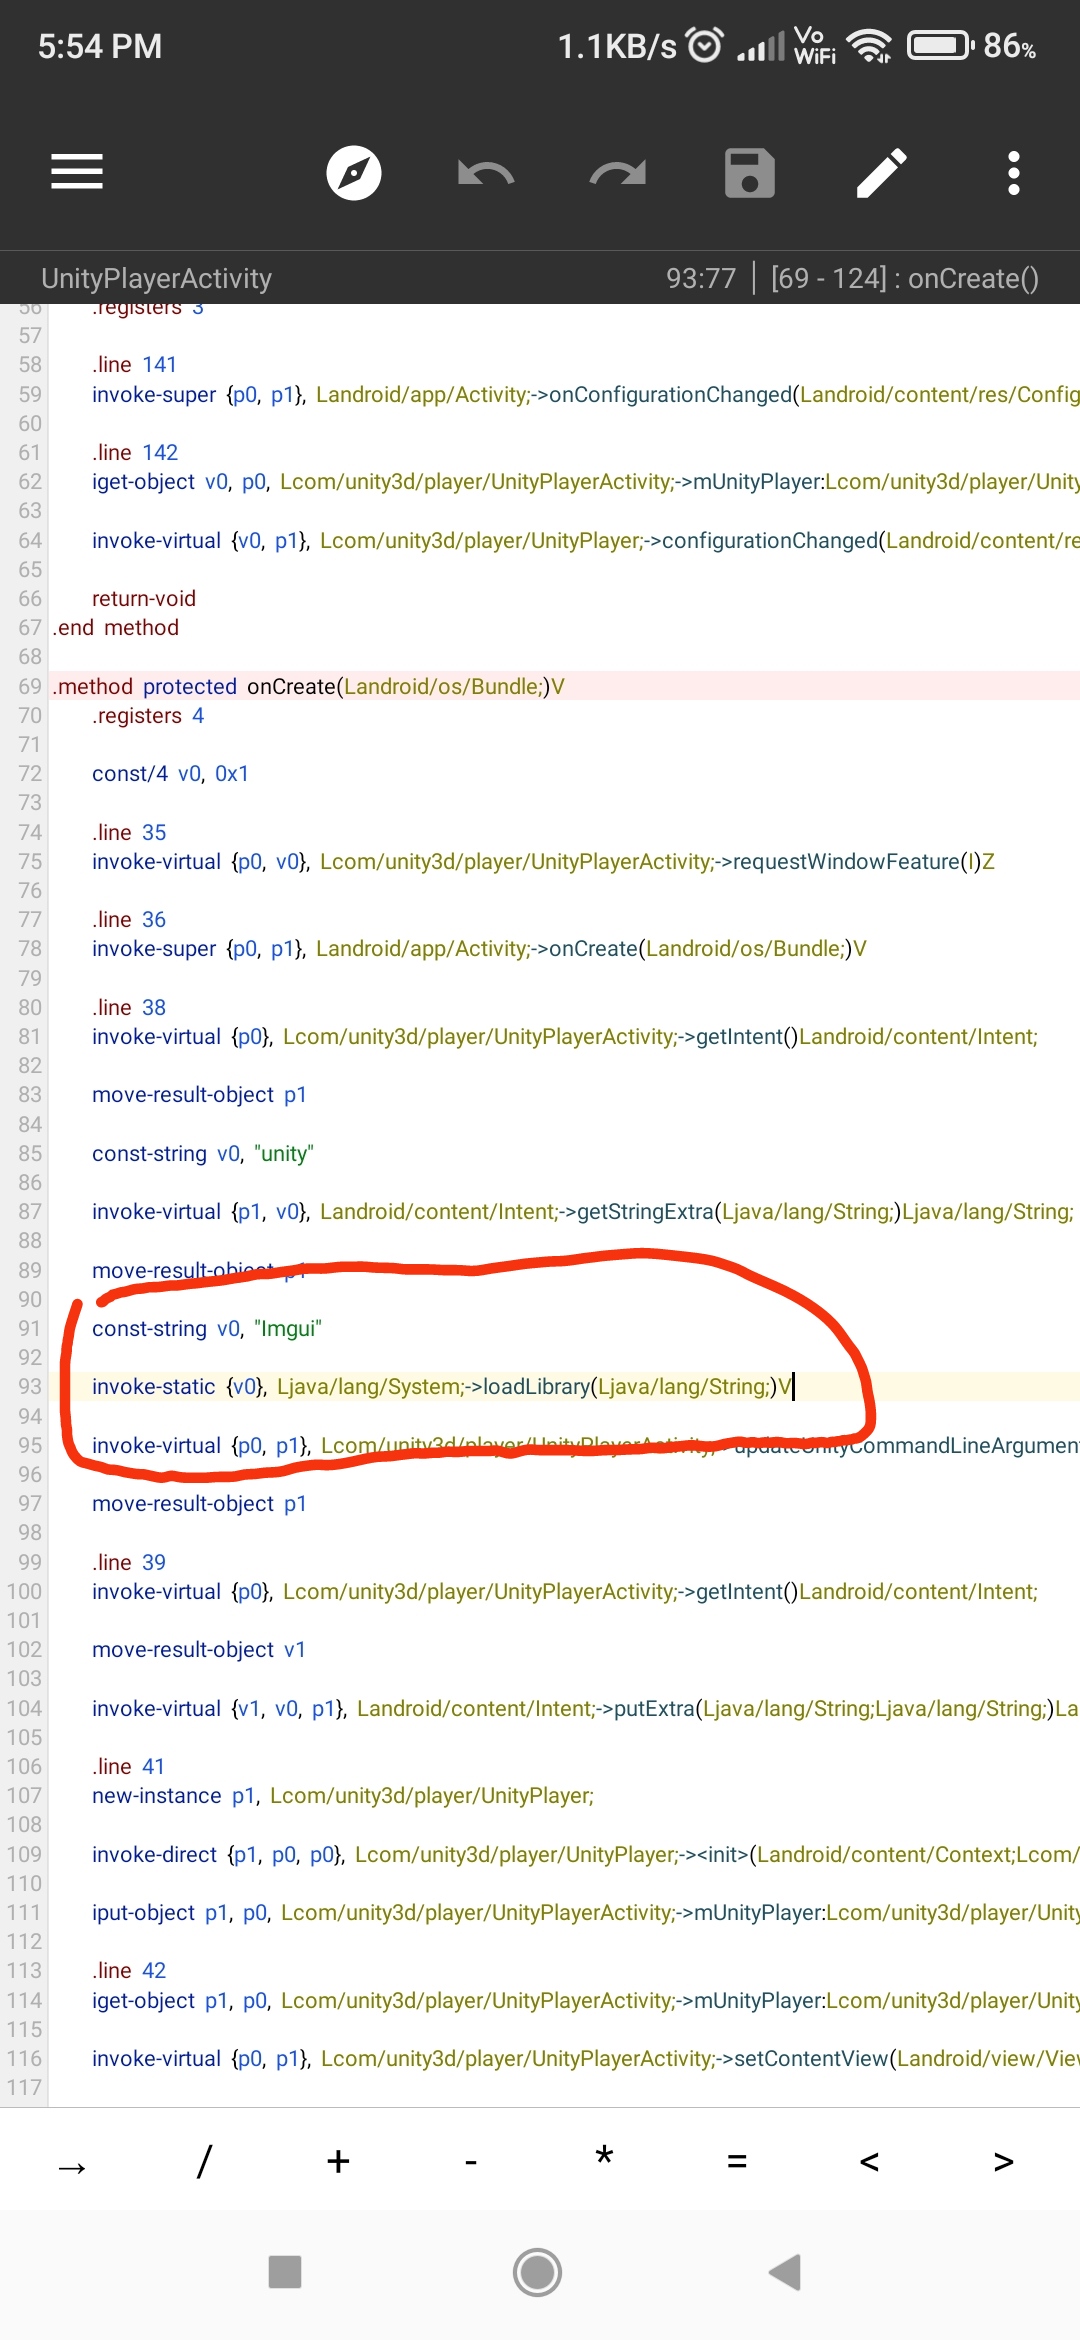 5:54 PM 1.1KB/s Vo WiFi 86%
UnityPlayerActivity 93:77 | [69 - 124] : onCreate()
56 .registers 3
57
58 .line 141
59 invoke-super {p0, p1}, Landroid/app/Activity;->onConfigurationChanged(Landroid/content/res/Config
60
61 .line 142
62 iget-object v0, p0, Lcom/unity3d/player/UnityPlayerActivity;->mUnityPlayer:Lcom/unity3d/player/Unity
63
64 invoke-virtual {v0, p1}, Lcom/unity3d/player/UnityPlayer;->configurationChanged(Landroid/content/re
65
66 return-void
67 .end method
68
69 .method protected onCreate(Landroid/os/Bundle;)V
70 .registers 4
71
72 const/4 v0, 0x1
73
74 .line 35
75 invoke-virtual {p0, v0}, Lcom/unity3d/player/UnityPlayerActivity;->requestWindowFeature(I)Z
76
77 .line 36
78 invoke-super {p0, p1}, Landroid/app/Activity;->onCreate(Landroid/os/Bundle;)V
79
80 .line 38
81 invoke-virtual {p0}, Lcom/unity3d/player/UnityPlayerActivity;->getIntent()Landroid/content/Intent;
82
83 move-result-object p1
84
85 const-string v0, "unity"
86
87 invoke-virtual {p1, v0}, Landroid/content/Intent;->getStringExtra(Ljava/lang/String;)Ljava/lang/String;
88
89 move-result-object p1
90
91 const-string v0, "Imgui"
92
93 invoke-static {v0}, Ljava/lang/System;->loadLibrary(Ljava/lang/String;)V
94
95 invoke-virtual {p0, p1}, Lcom/unity3d/player/UnityPlayerActivity;->updateUnityCommandLineArgumen
96
97 move-result-object p1
98
99 .line 39
100 invoke-virtual {p0}, Lcom/unity3d/player/UnityPlayerActivity;->getIntent()Landroid/content/Intent;
101
102 move-result-object v1
103
104 invoke-virtual {v1, v0, p1}, Landroid/content/Intent;->putExtra(Ljava/lang/String;Ljava/lang/String;)La
105
106 .line 41
107 new-instance p1, Lcom/unity3d/player/UnityPlayer;
108
109 invoke-direct {p1, p0, p0}, Lcom/unity3d/player/UnityPlayer;-><init>(Landroid/content/Context;Lcom/
110
111 iput-object p1, p0, Lcom/unity3d/player/UnityPlayerActivity;->mUnityPlayer:Lcom/unity3d/player/Unity
112
113 .line 42
114 iget-object p1, p0, Lcom/unity3d/player/UnityPlayerActivity;->mUnityPlayer:Lcom/unity3d/player/Unity
115
116 invoke-virtual {p0, p1}, Lcom/unity3d/player/UnityPlayerActivity;->setContentView(Landroid/view/View
117
→ / + - * = < >